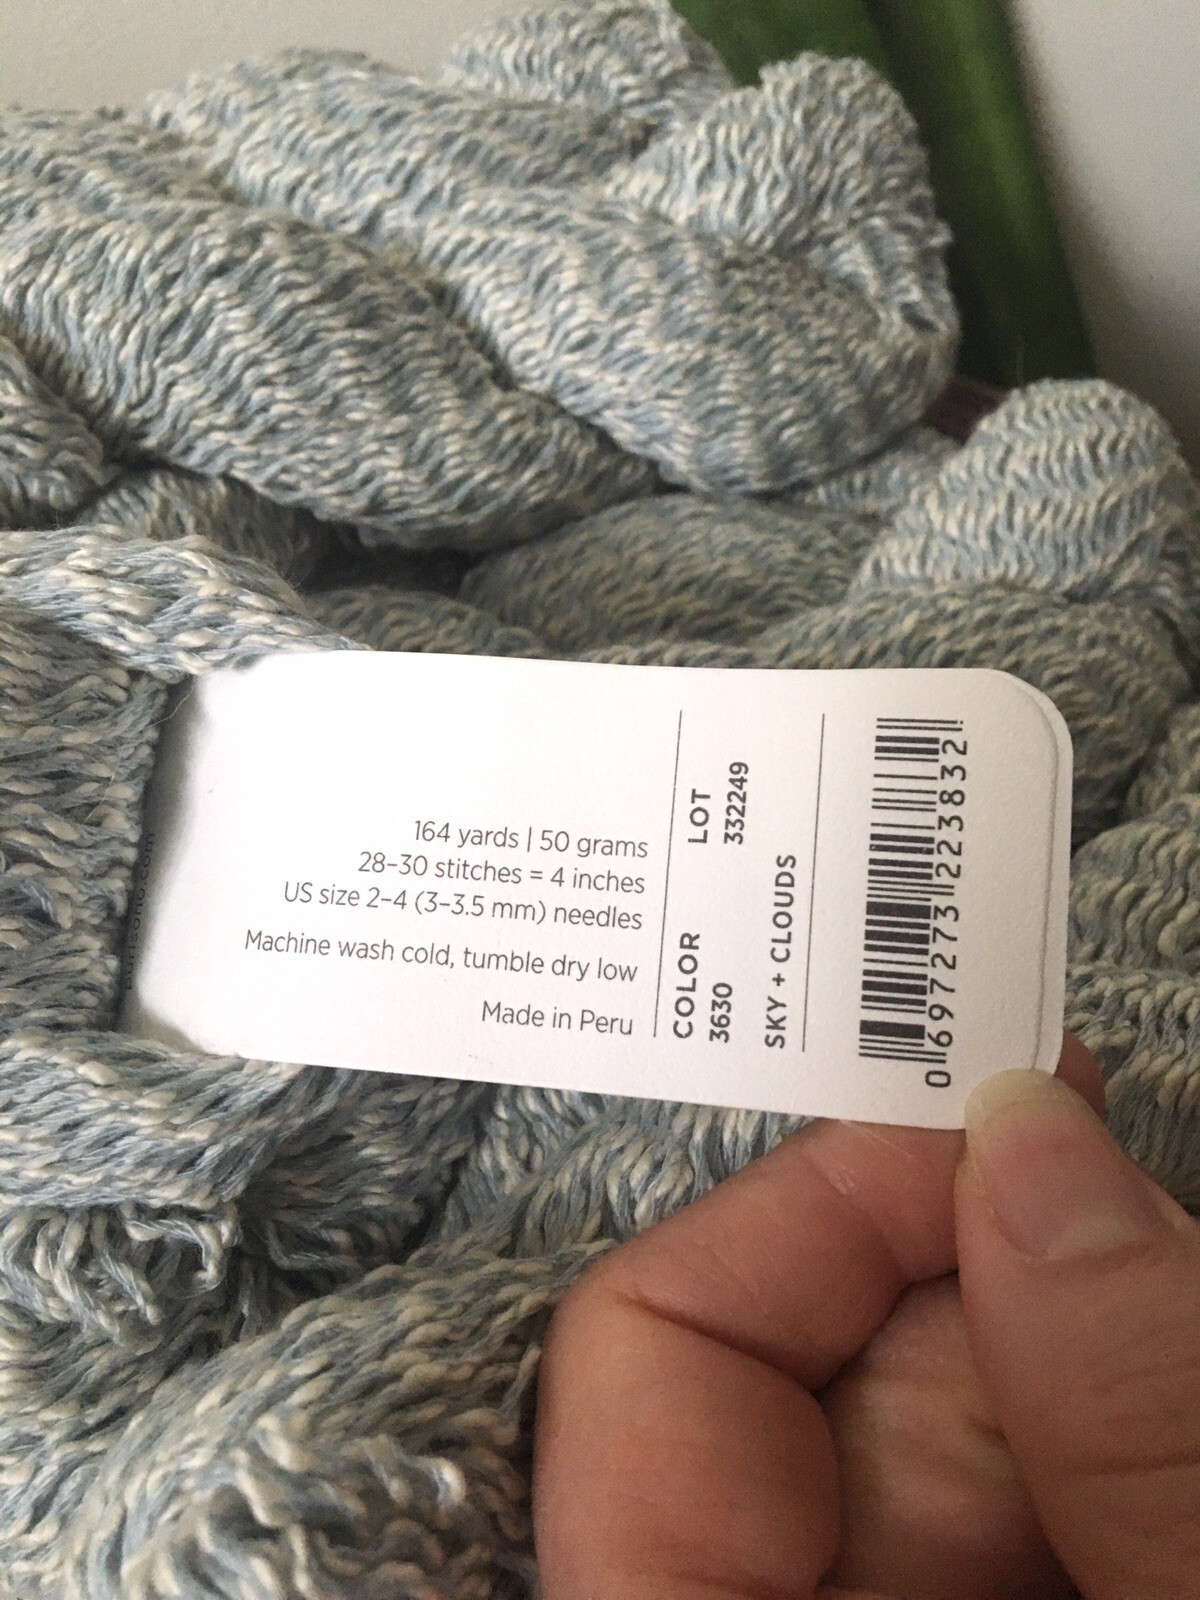 164 yards | 50 grams
28–30 stitches = 4 inches
US size 2–4 (3–3.5 mm) needles
Machine wash cold, tumble dry low
Made in Peru
COLOR
3630
LOT
332249
SKY + CLOUDS
0 697273 223832